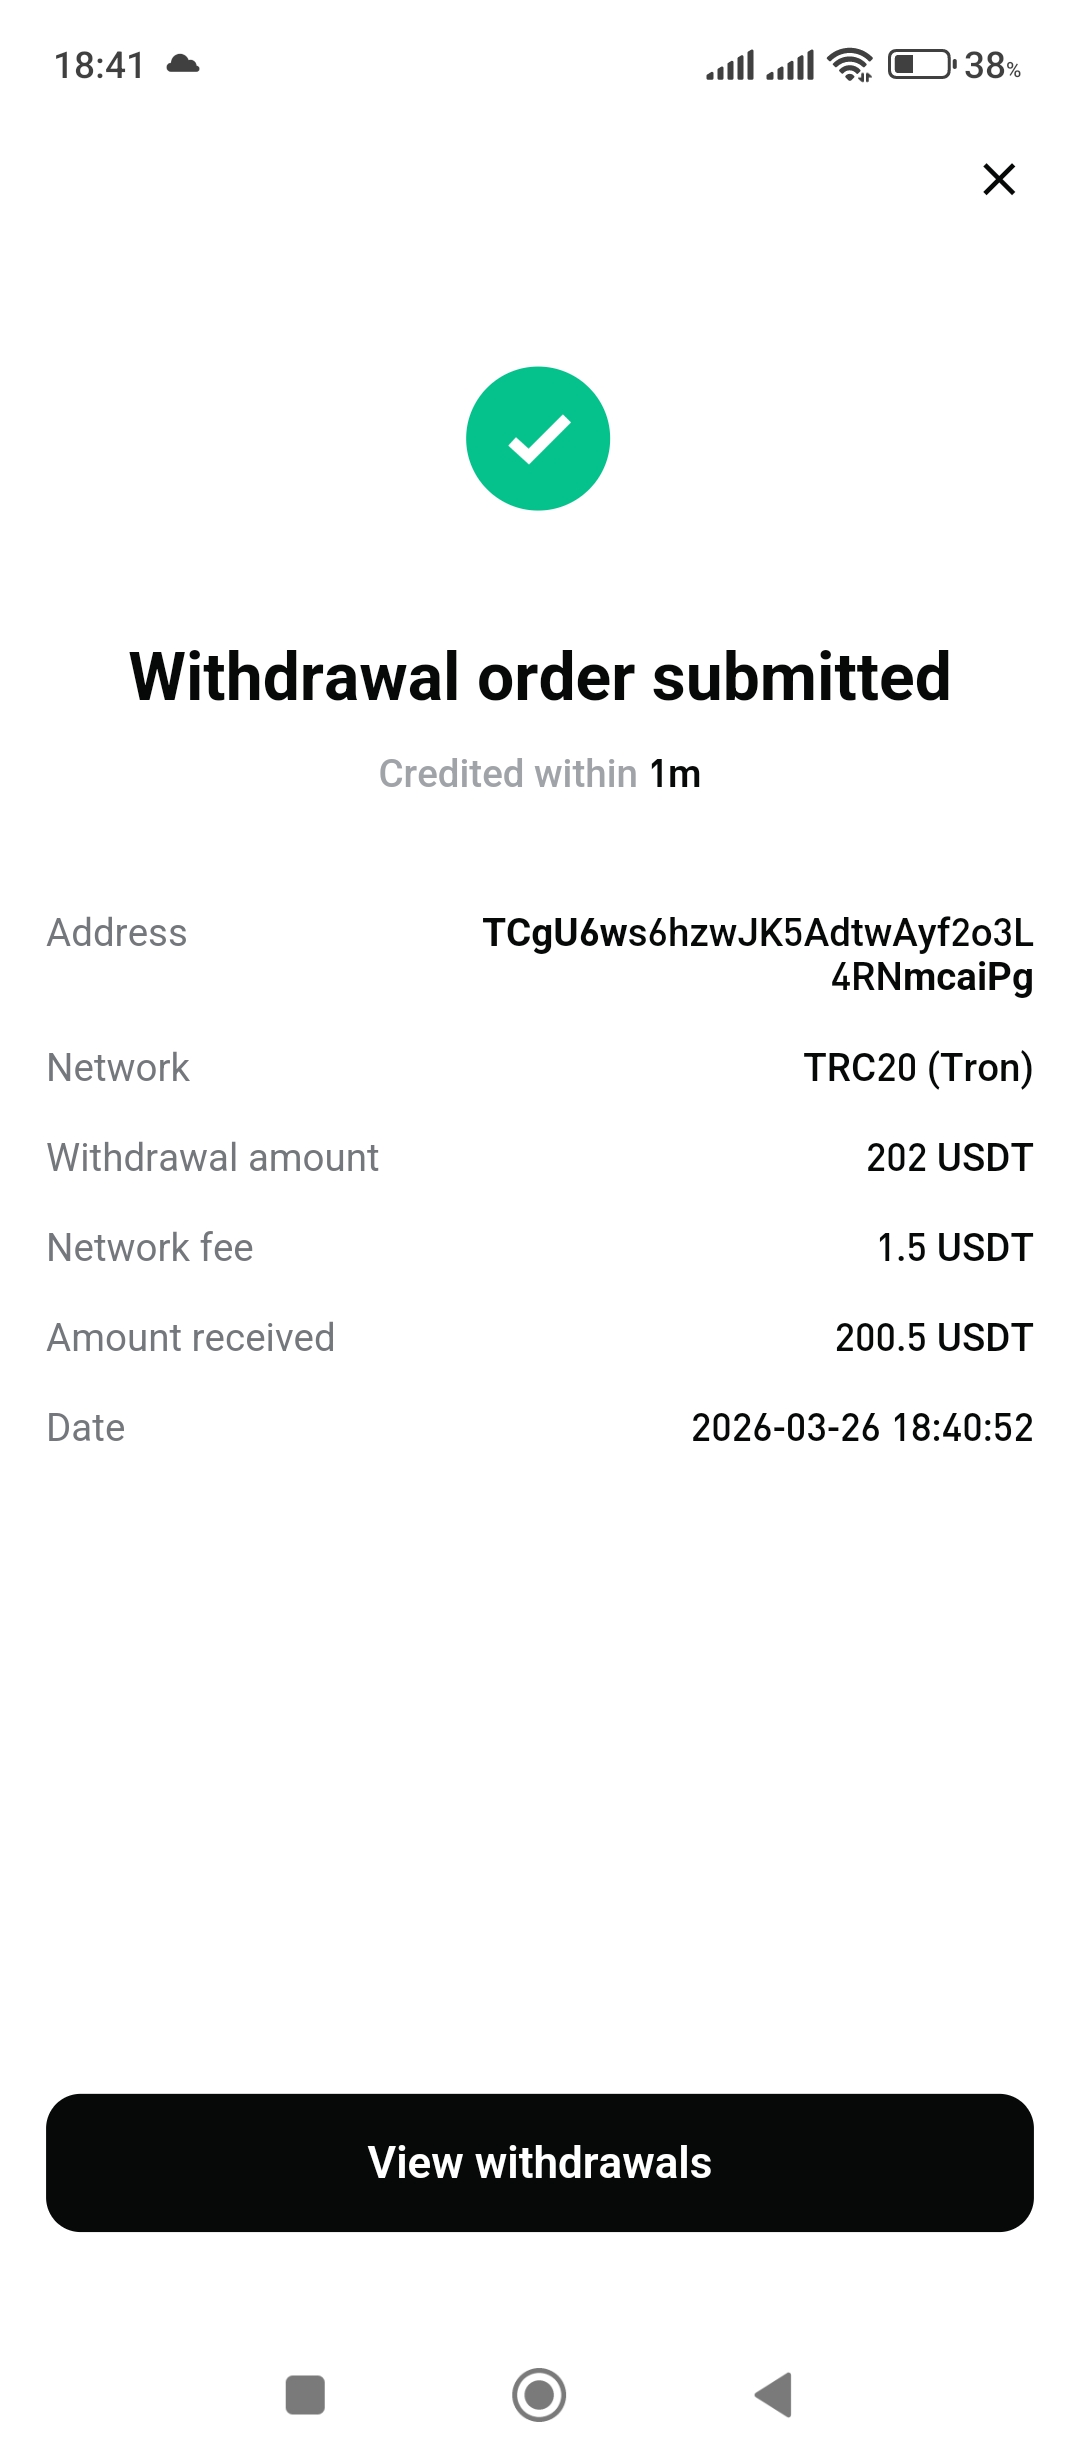 18:41 38%
Withdrawal order submitted
Credited within 1m
Address TCgU6ws6hzwJK5AdtwAyf2o3L
4RNmcaiPg
Network TRC20 (Tron)
Withdrawal amount 202 USDT
Network fee 1.5 USDT
Amount received 200.5 USDT
Date 2026-03-26 18:40:52
View withdrawals